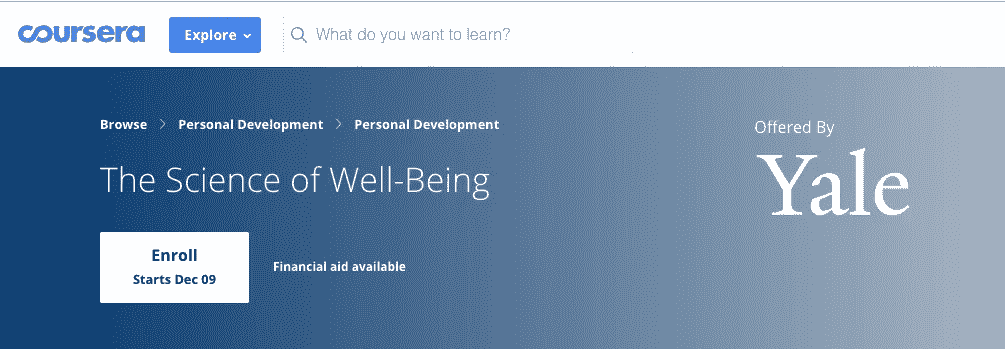 coursera Explore What do you want to learn?
Browse > Personal Development > Personal Development
Offered By
The Science of Well-Being
Yale
Enroll
Starts Dec 09
Financial aid available